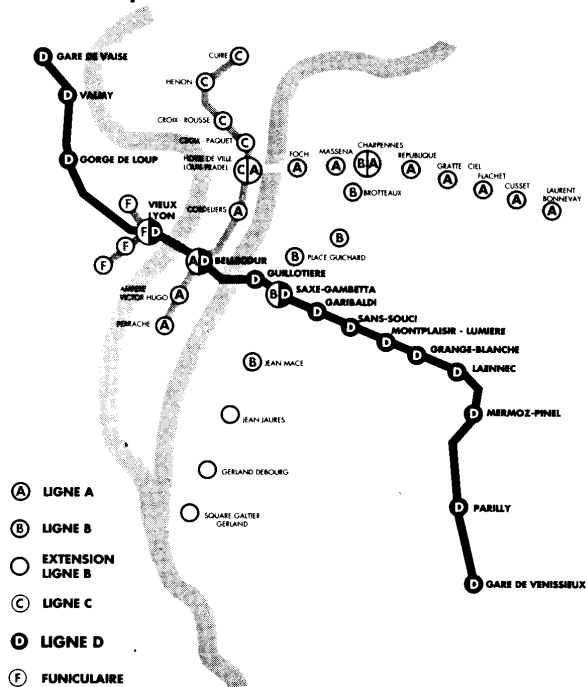 CUIRE
D GARE DE VAISE
HENON C
D VALMY
CROIX - ROUSSE C
CROIX - PAQUET C
D GORGE DE LOUP
HOTEL DE VILLE
LOUIS PRADEL
C A
FOCH
A
MASSENA
A
CHARPENNES
B A
REPUBLIQUE
A
GRATTE CIEL
A
FLACHET
A
CUSSET
A
LAURENT
BONNEVAY
A
B BROTTEAUX
F
VIEUX
LYON
F D
F
F
CORDELIERS A
B
B PLACE GUICHARD
A D BELLECOUR
D GUILLOTIERE
B D SAXE-GAMBETTA
D GARIBALDI
D SANS-SOUCI
D MONTPLAISIR - LUMIERE
D GRANGE-BLANCHE
D LAENNEC
AMPERE
VICTOR HUGO A
PERRACHE A
B JEAN MACE
D MERMOZ-PINEL
JEAN JAURES
GERLAND DEBOURG
SQUARE GALTIER
GERLAND
D PARILLY
D GARE DE VENISSIEUX
A LIGNE A
B LIGNE B
EXTENSION
LIGNE B
C LIGNE C
D LIGNE D
F FUNICULAIRE